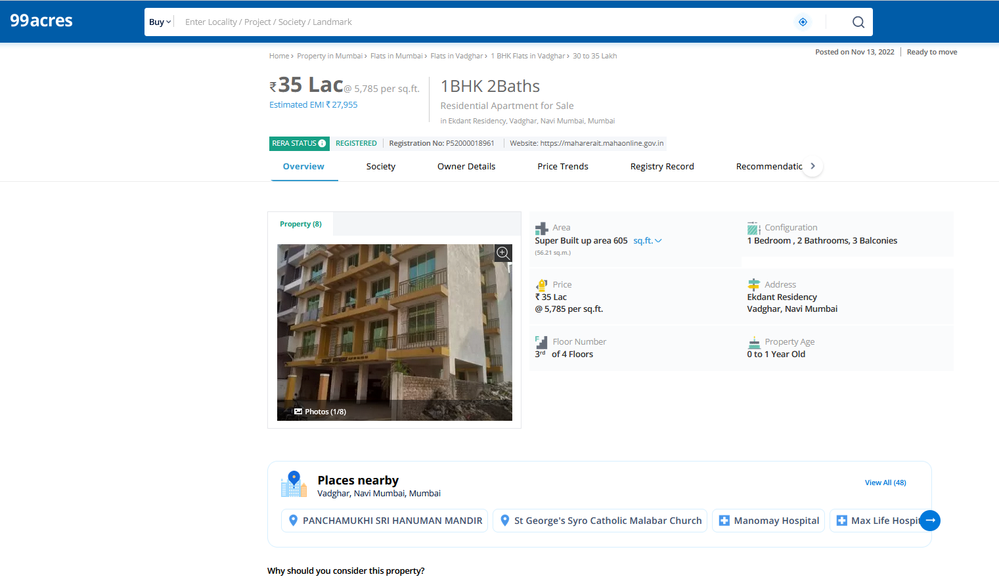 99acres
Buy
Enter Locality / Project / Society / Landmark
Home › Property in Mumbai › Flats in Mumbai › Flats in Vadghar › 1 BHK Flats in Vadghar › 30 to 35 Lakh
Posted on Nov 13, 2022 | Ready to move
₹35 Lac@ 5,785 per sq.ft.
Estimated EMI ₹ 27,955
1BHK 2Baths
Residential Apartment for Sale
in Ekdant Residency, Vadghar, Navi Mumbai, Mumbai
RERA STATUS REGISTERED Registration No: P52000018961 Website: https://maharerait.mahaonline.gov.in
Overview Society Owner Details Price Trends Registry Record Recommendatio
Property (8)
Photos (1/8)
Area
Super Built up area 605 sq.ft.
(56.21 sq.m.)
Configuration
1 Bedroom , 2 Bathrooms, 3 Balconies
Price
₹ 35 Lac
@ 5,785 per sq.ft.
Address
Ekdant Residency
Vadghar, Navi Mumbai
Floor Number
3rd of 4 Floors
Property Age
0 to 1 Year Old
Places nearby
Vadghar, Navi Mumbai, Mumbai
View All (48)
PANCHAMUKHI SRI HANUMAN MANDIR
St George's Syro Catholic Malabar Church
Manomay Hospital
Max Life Hospi
Why should you consider this property?